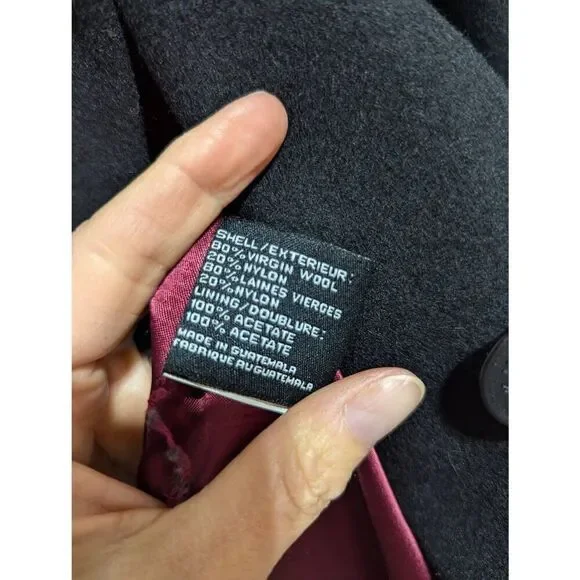 SHELL/EXTERIEUR:
80% VIRGIN WOOL
20% NYLON
80% LAINES VIERGES
20% NYLON
LINING/DOUBLURE:
100% ACETATE
100% ACETATE
MADE IN GUATEMALA
FABRIQUE AU GUATEMALA